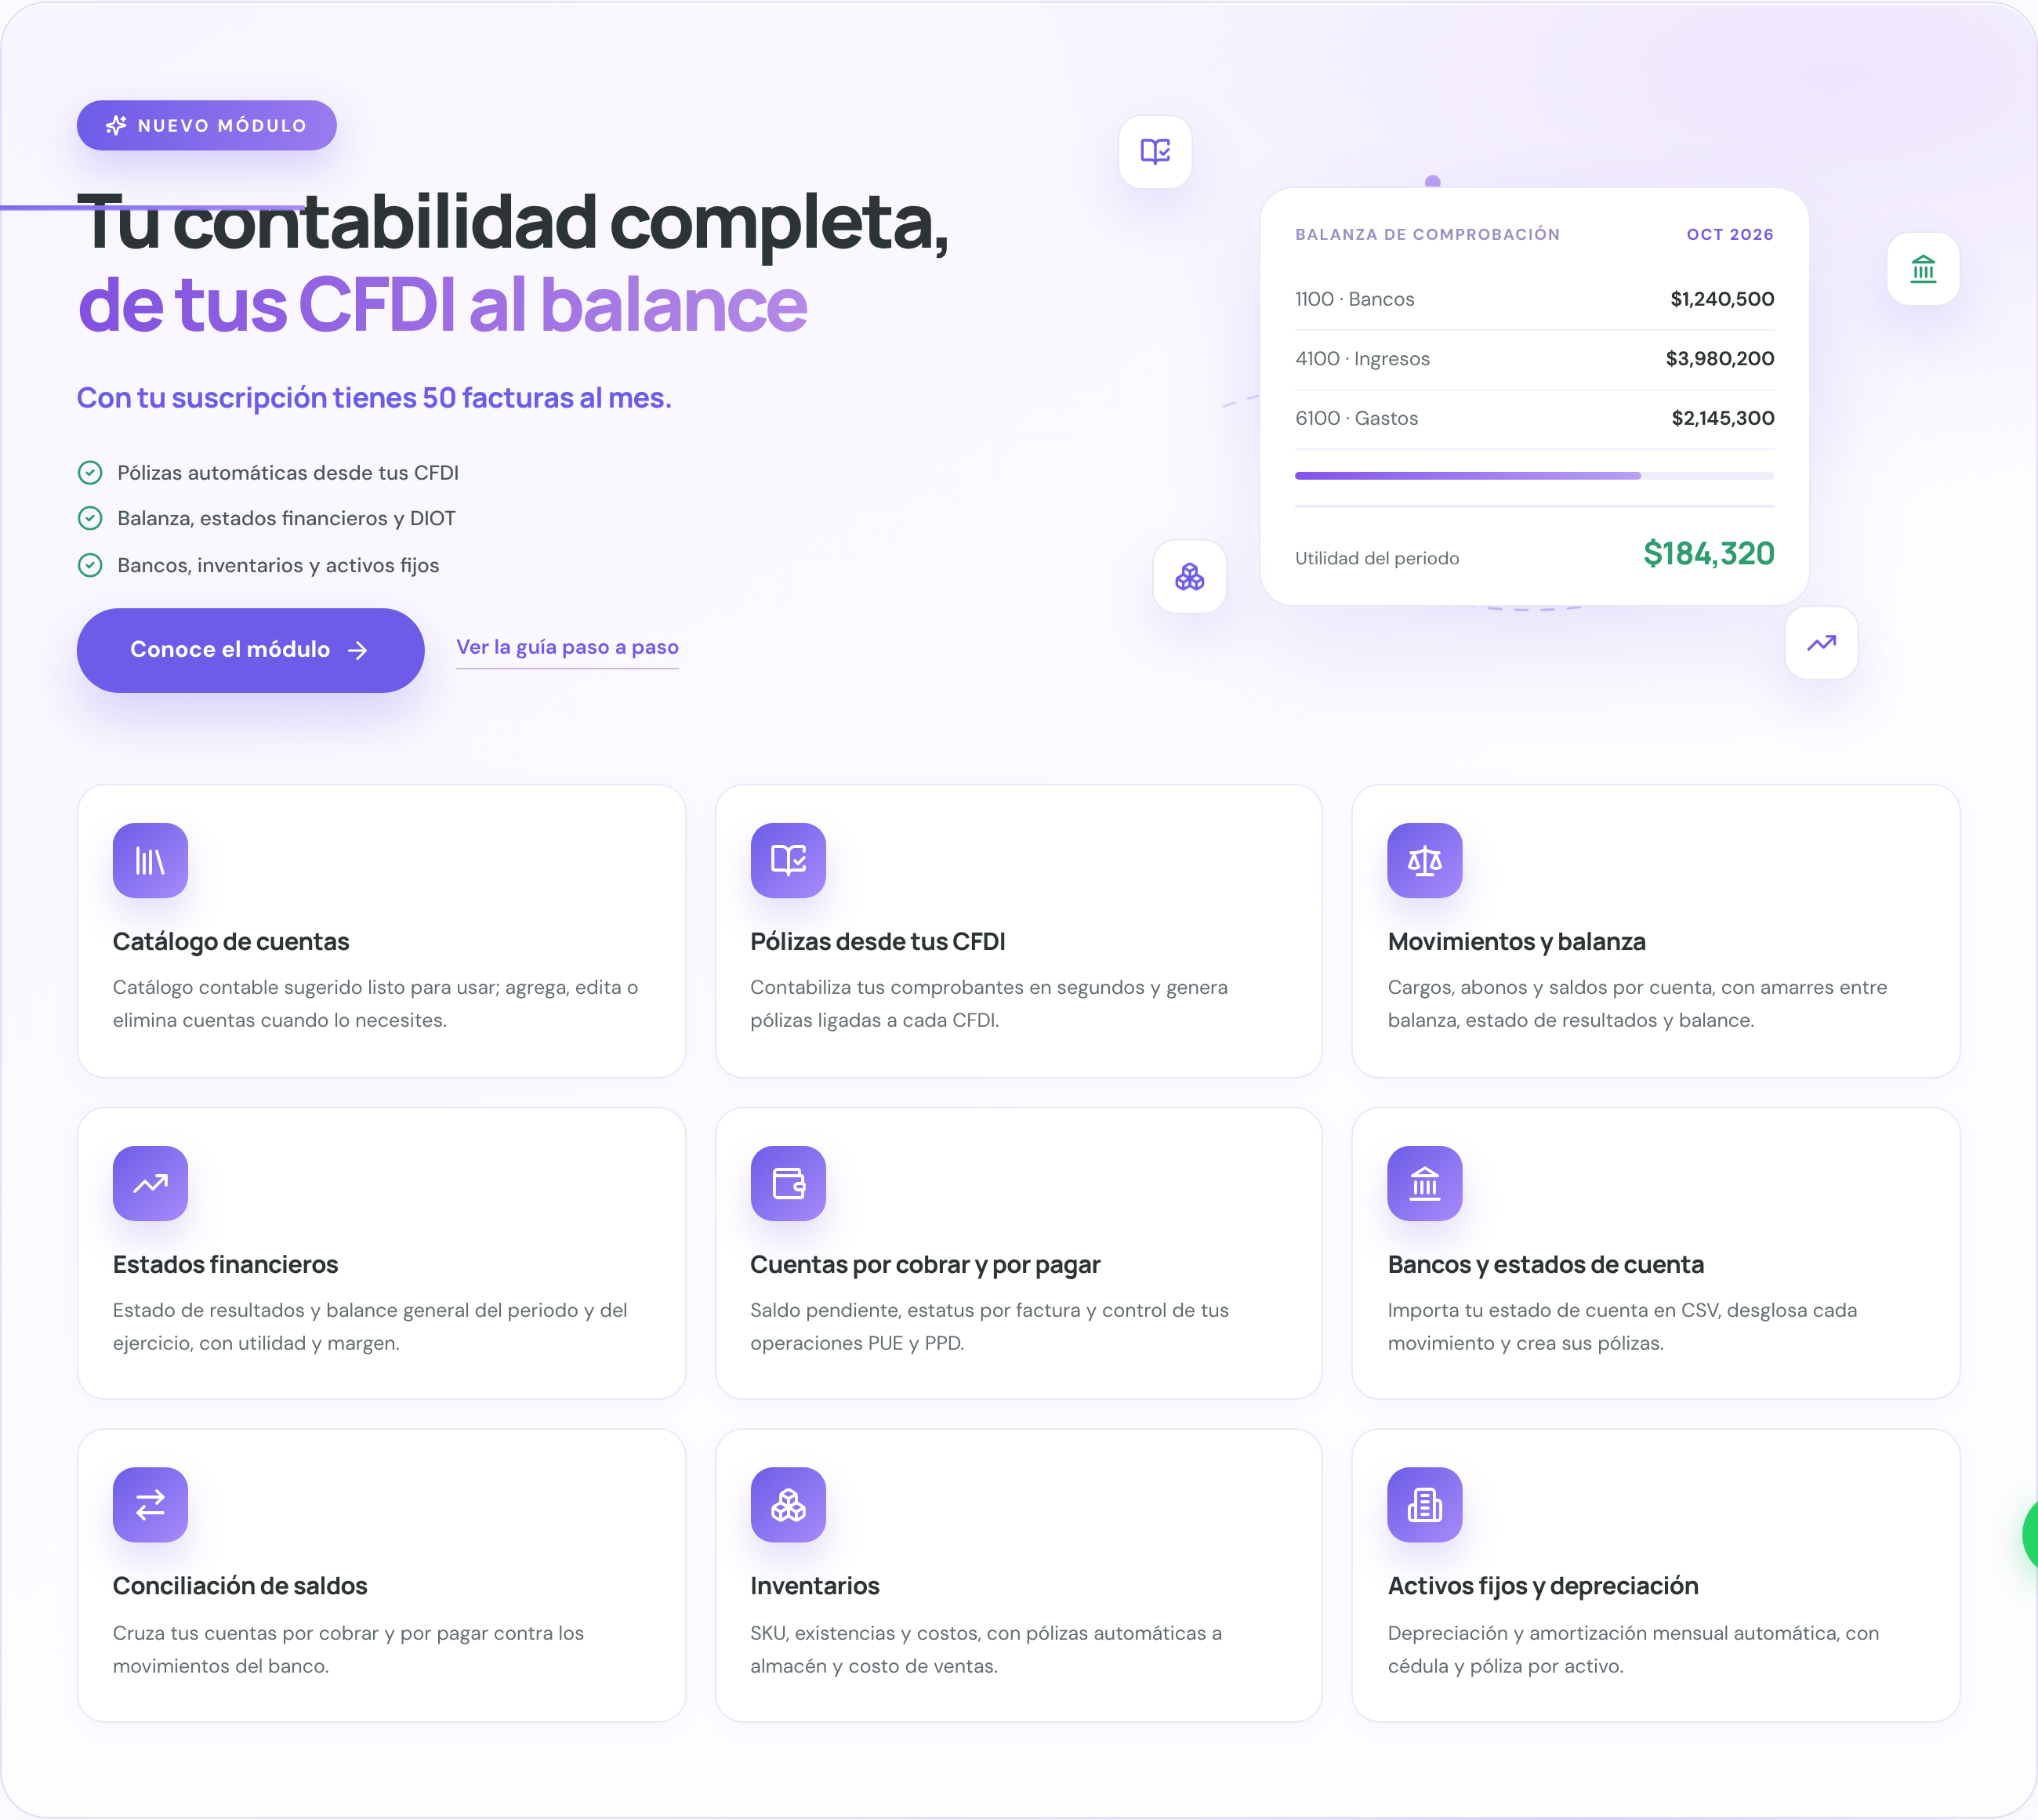 NUEVO MÓDULO
Tu contabilidad completa,
de tus CFDI al balance
Con tu suscripción tienes 50 facturas al mes.
Pólizas automáticas desde tus CFDI
Balanza, estados financieros y DIOT
Bancos, inventarios y activos fijos
Conoce el módulo
Ver la guía paso a paso
BALANZA DE COMPROBACIÓN OCT 2026
1100 · Bancos $1,240,500
4100 · Ingresos $3,980,200
6100 · Gastos $2,145,300
Utilidad del periodo $184,320
Catálogo de cuentas
Catálogo contable sugerido listo para usar; agrega, edita o
elimina cuentas cuando lo necesites.
Pólizas desde tus CFDI
Contabiliza tus comprobantes en segundos y genera
pólizas ligadas a cada CFDI.
Movimientos y balanza
Cargos, abonos y saldos por cuenta, con amarres entre
balanza, estado de resultados y balance.
Estados financieros
Estado de resultados y balance general del periodo y del
ejercicio, con utilidad y margen.
Cuentas por cobrar y por pagar
Saldo pendiente, estatus por factura y control de tus
operaciones PUE y PPD.
Bancos y estados de cuenta
Importa tu estado de cuenta en CSV, desglosa cada
movimiento y crea sus pólizas.
Conciliación de saldos
Cruza tus cuentas por cobrar y por pagar contra los
movimientos del banco.
Inventarios
SKU, existencias y costos, con pólizas automáticas a
almacén y costo de ventas.
Activos fijos y depreciación
Depreciación y amortización mensual automática, con
cédula y póliza por activo.